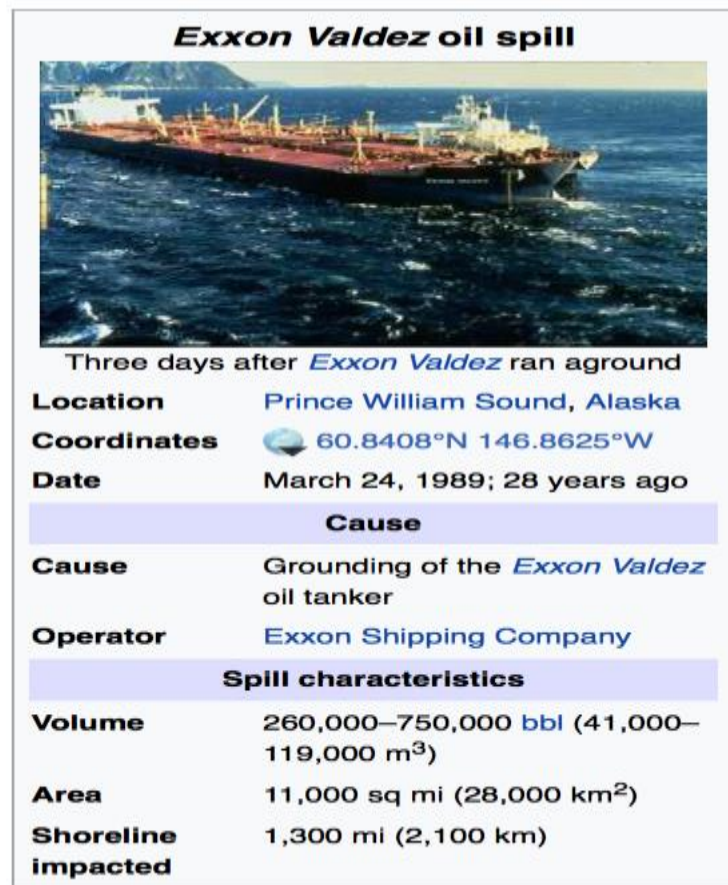 Exxon Valdez oil spill
EXXON VALDEZ
Three days after Exxon Valdez ran aground
Location Prince William Sound, Alaska
Coordinates 60.8408°N 146.8625°W
Date March 24, 1989; 28 years ago
Cause
Cause Grounding of the Exxon Valdez
oil tanker
Operator Exxon Shipping Company
Spill characteristics
Volume 260,000–750,000 bbl (41,000–
119,000 m³)
Area 11,000 sq mi (28,000 km²)
Shoreline 1,300 mi (2,100 km)
impacted